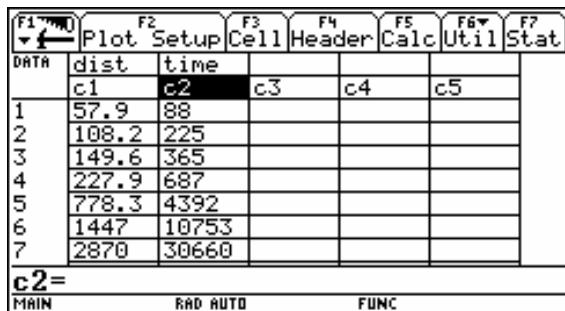 F1 F2 F3 F4 F5 F6 F7
Plot Setup Cell Header Calc Util Stat
DATA dist time
c1 c2 c3 c4 c5
1 57.9 88
2 108.2 225
3 149.6 365
4 227.9 687
5 778.3 4392
6 1447 10753
7 2870 30660
c2=
MAIN RAD AUTO FUNC